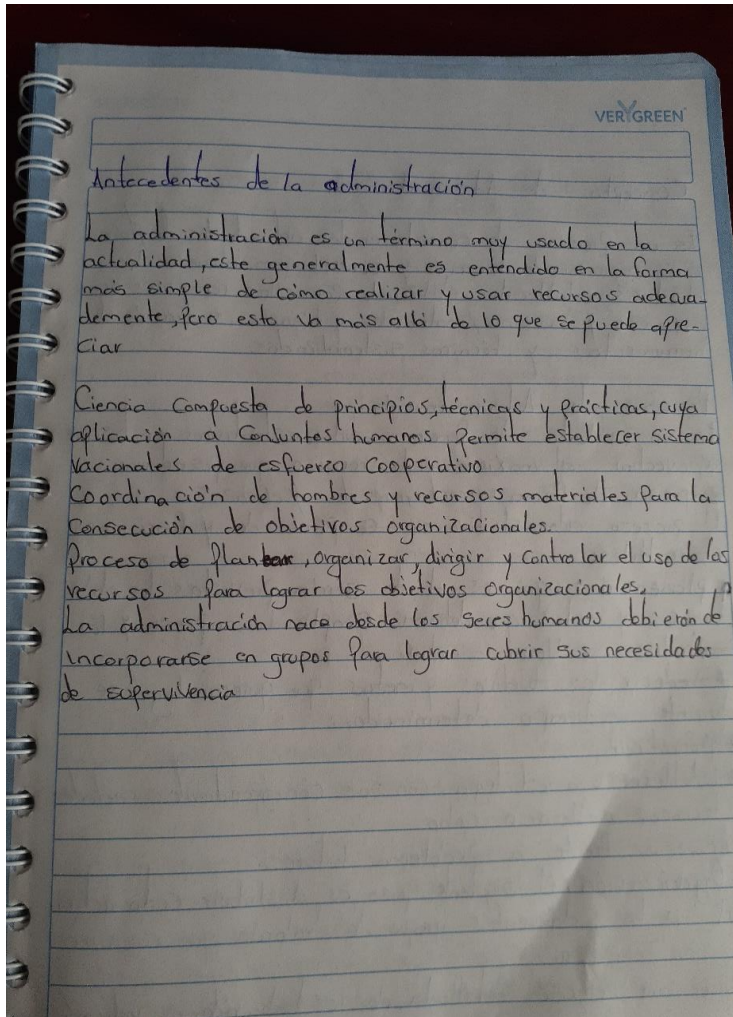 VERYGREEN
Antecedentes de la administración
La administración es un término muy usado en la
actualidad, este generalmente es entendido en la forma
más simple de cómo realizar y usar recursos adecua-
demente, pero esto va más allá de lo que se puede apre-
ciar
Ciencia compuesta de principios, técnicas y prácticas, cuya
aplicación a conjuntos humanos permite establecer sistema
nacionales de esfuerzo cooperativo
Coordinación de hombres y recursos materiales para la
consecución de objetivos organizacionales.
Proceso de , organizar, dirigir y controlar el uso de los
recursos para lograr los objetivos organizacionales.
La administración nace desde los seres humanos debierón de
incorporarse en grupos para lograr cubrir sus necesidades
de supervivencia